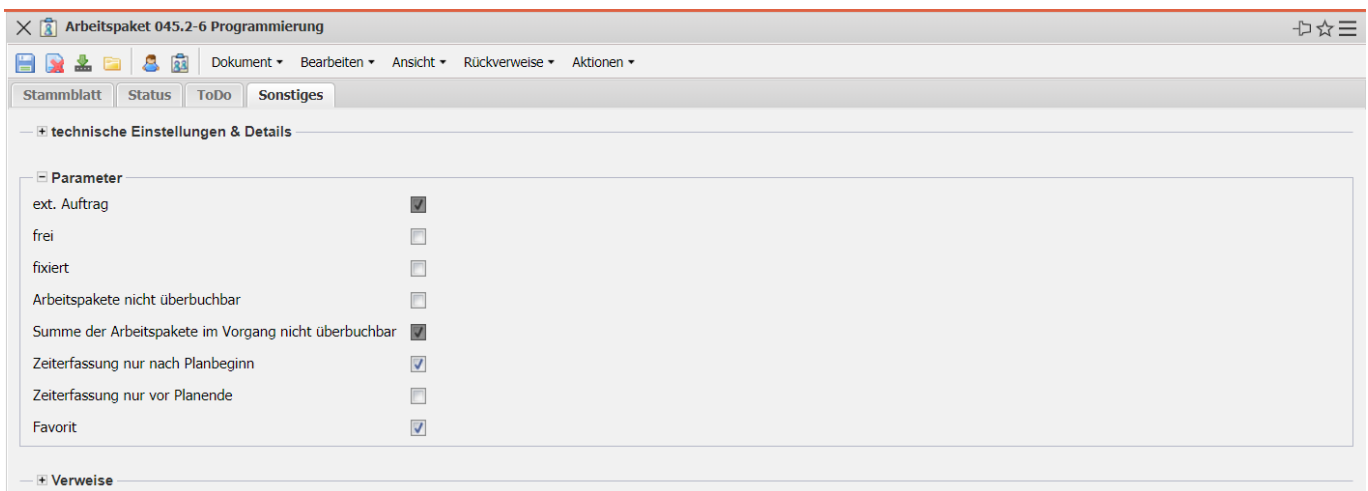 Arbeitspaket 045.2-6 Programmierung
Dokument Bearbeiten Ansicht Rückverweise Aktionen
Stammblatt Status ToDo Sonstiges
technische Einstellungen & Details
Parameter
ext. Auftrag
frei
fixiert
Arbeitspakete nicht überbuchbar
Summe der Arbeitspakete im Vorgang nicht überbuchbar
Zeiterfassung nur nach Planbeginn
Zeiterfassung nur vor Planende
Favorit
Verweise